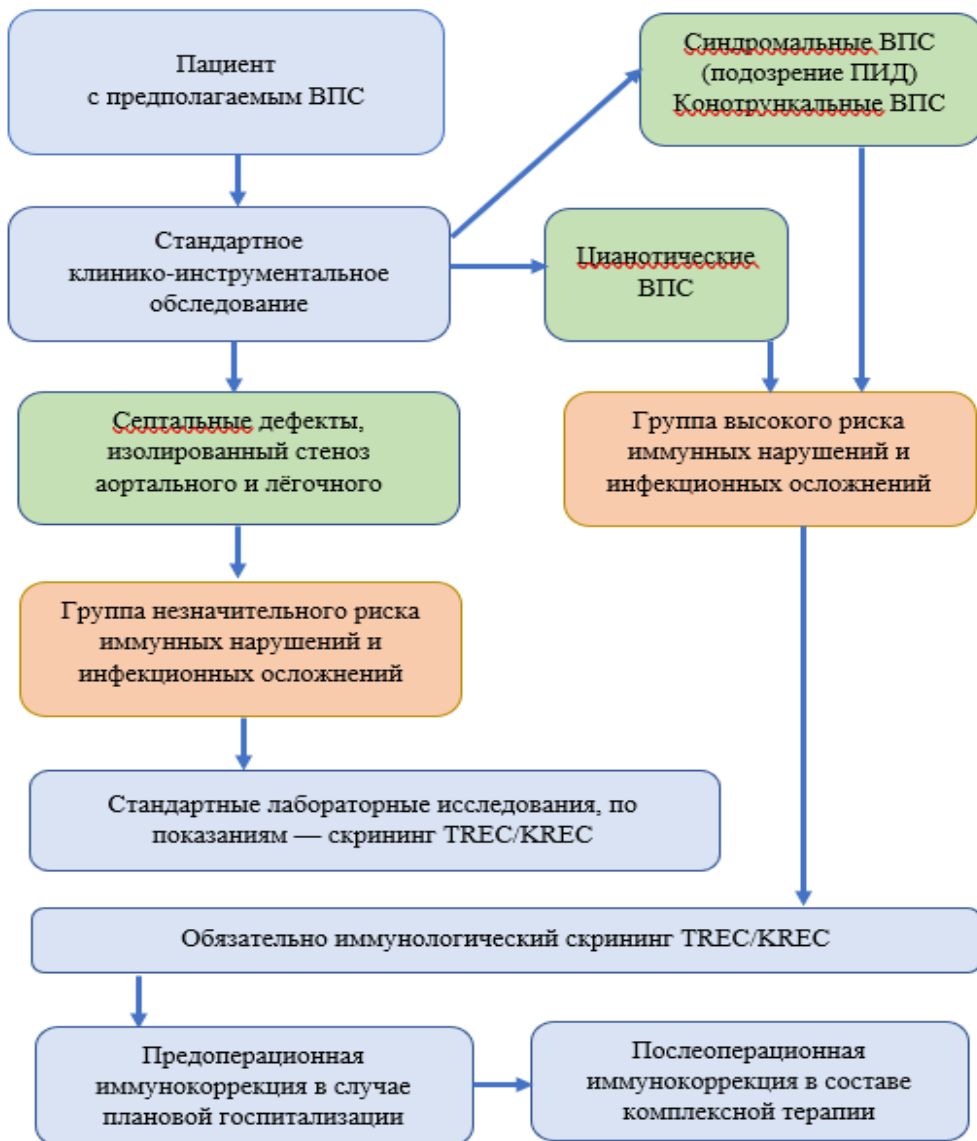 Пациент
с предполагаемым ВПС
Синдромальные ВПС
(подозрение ПИД)
Конотрункальные ВПС
Стандартное
клинико-инструментальное
обследование
Цианотические
ВПС
Септальные дефекты,
изолированный стеноз
аортального и лёгочного
Группа высокого риска
иммунных нарушений и
инфекционных осложнений
Группа незначительного риска
иммунных нарушений и
инфекционных осложнений
Стандартные лабораторные исследования, по
показаниям — скрининг TREC/KREC
Обязательно иммунологический скрининг TREC/KREC
Предоперационная
иммунокоррекция в случае
плановой госпитализации
Послеоперационная
иммунокоррекция в составе
комплексной терапии